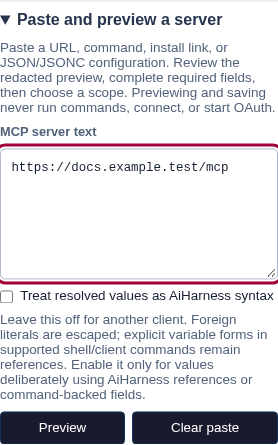 ▼ Paste and preview a server
Paste a URL, command, install link, or
JSON/JSONC configuration. Review the
redacted preview, complete required fields,
then choose a scope. Previewing and saving
never run commands, connect, or start OAuth.
MCP server text
https://docs.example.test/mcp
Treat resolved values as AiHarness syntax
Leave this off for another client. Foreign
literals are escaped; explicit variable forms in
supported shell/client commands remain
references. Enable it only for values
deliberately using AiHarness references or
command-backed fields.
Preview
Clear paste